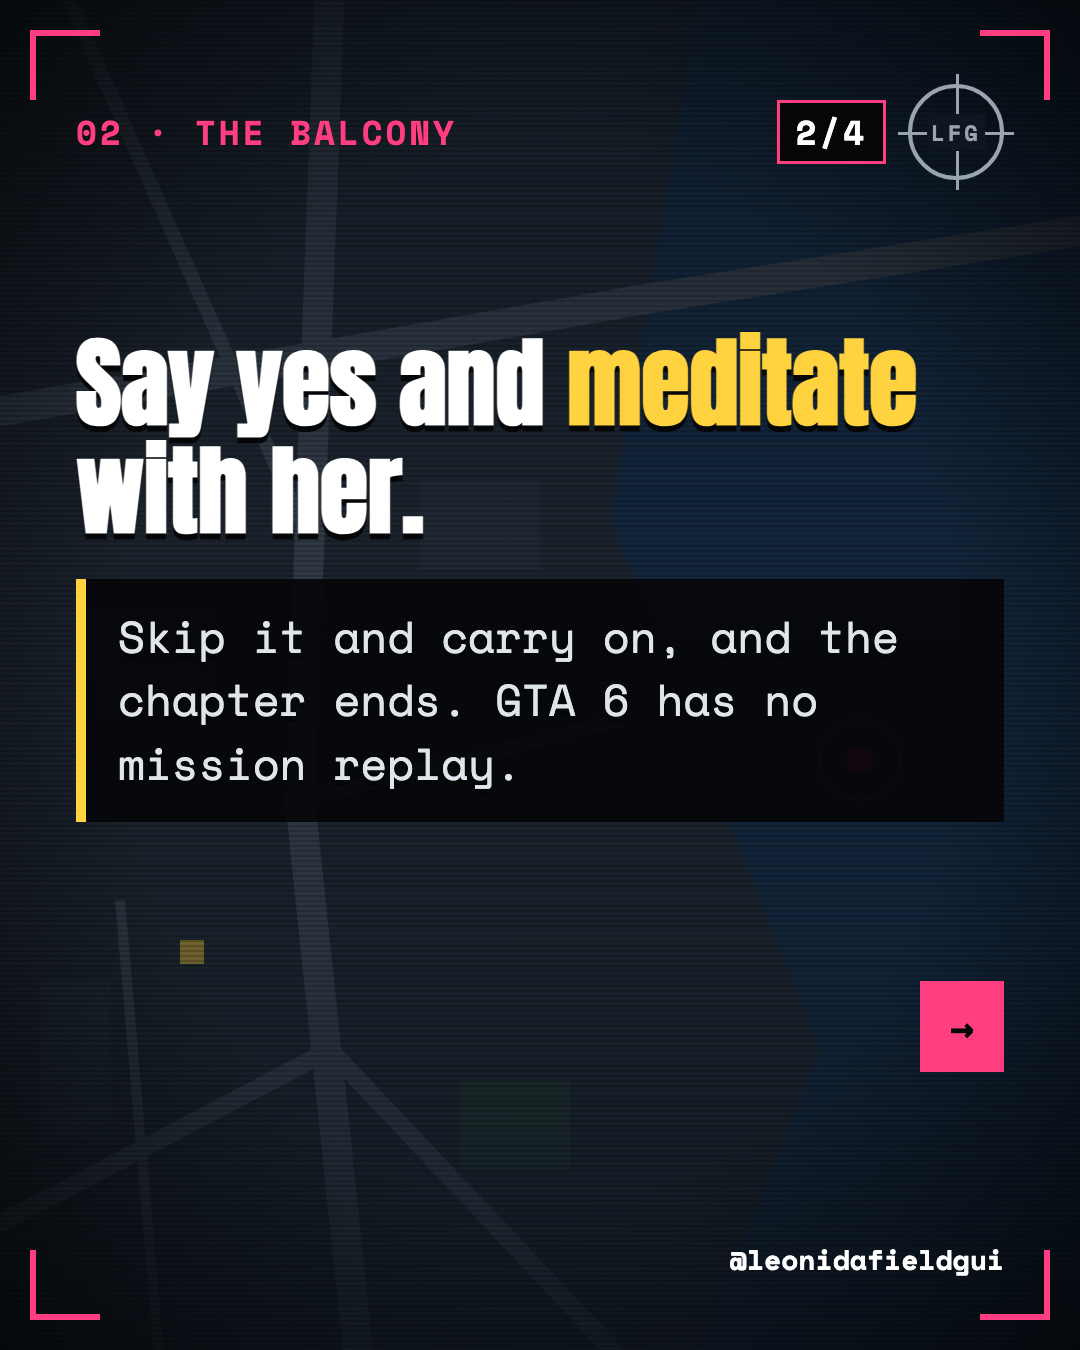 02 · THE BALCONY
2/4
LFG
Say yes and meditate
with her.
Skip it and carry on, and the
chapter ends. GTA 6 has no
mission replay.
→
@leonidafieldgui